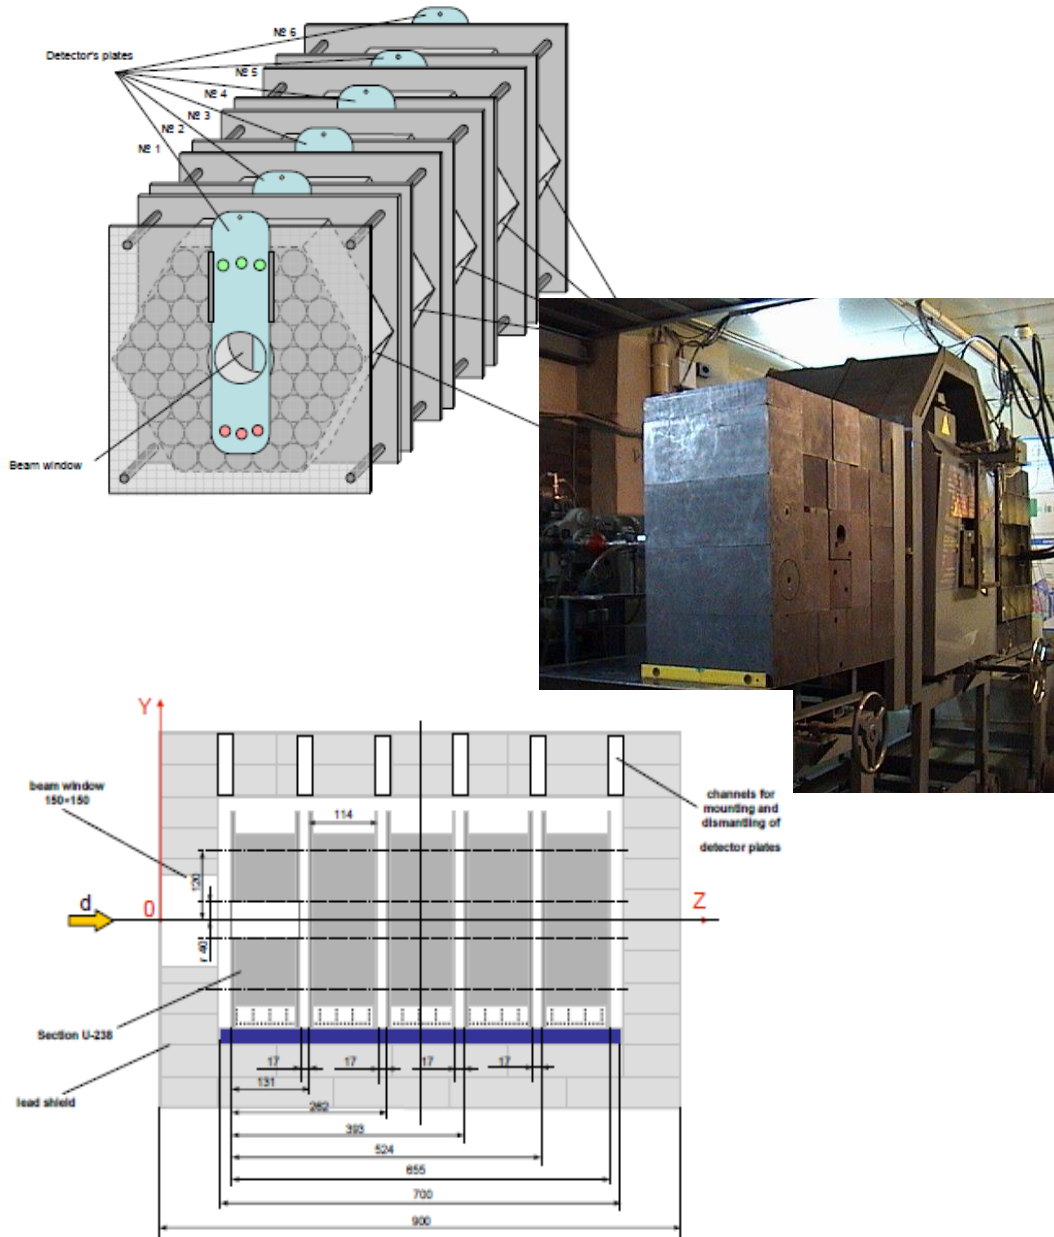 № 6
Detector's plates
№ 5
№ 4
№ 3
№ 2
№ 1
Beam window
Y
beam window
150×150
114
channels for
mounting and
dismantling of
detector plates
120
d
0
Z
r 40
Section U-238
17
17
17
17
131
lead shield
262
393
524
655
700
900